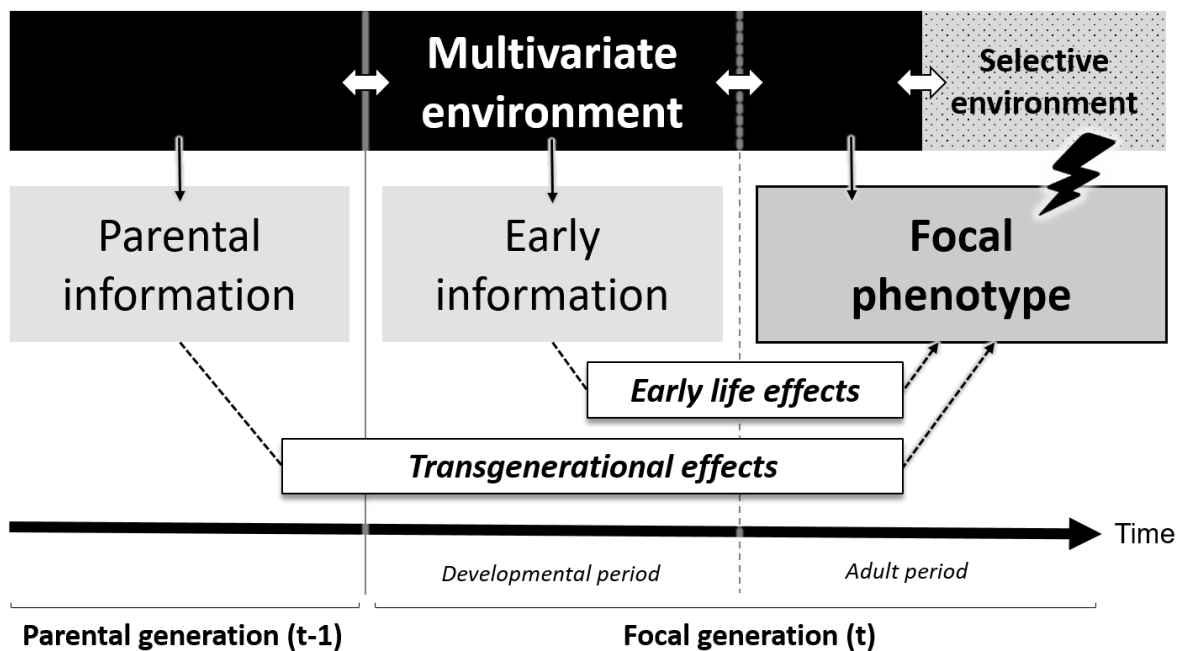 Multivariate
environment
Selective
environment
Parental
information
Early
information
Focal
phenotype
Early life effects
Transgenerational effects
Time
Developmental period
Adult period
Parental generation (t-1)
Focal generation (t)